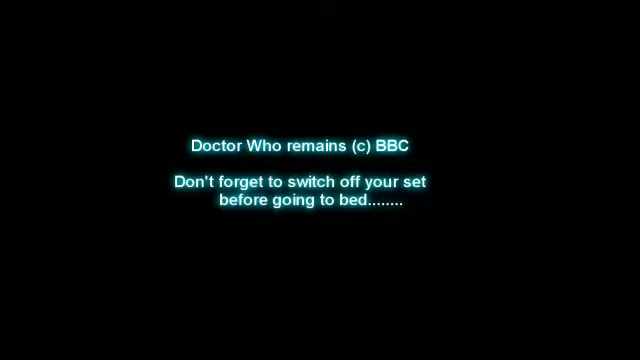 Doctor Who remains (c) BBC
Don't forget to switch off your set
before going to bed........